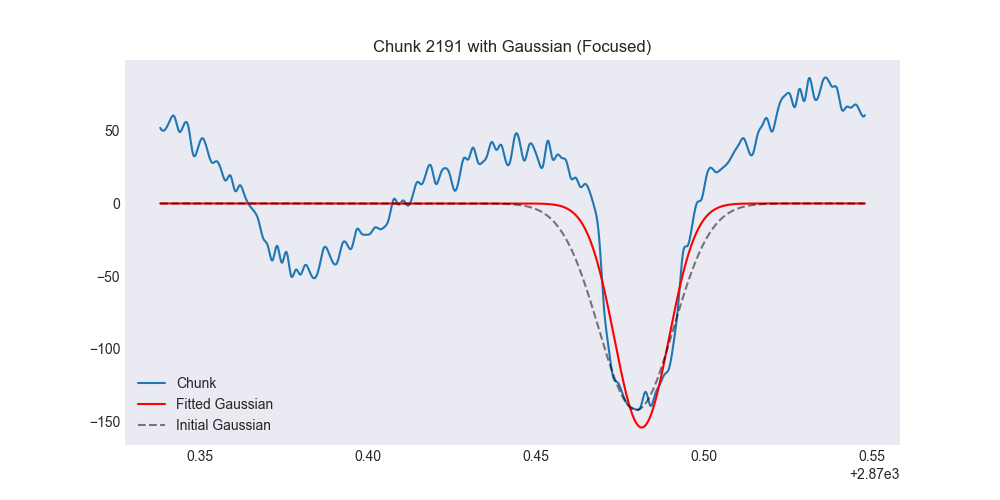 Chunk 2191 with Gaussian (Focused)
50
0
−50
−100
−150
Chunk
Fitted Gaussian
Initial Gaussian
0.35 0.40 0.45 0.50 0.55
+2.87e3